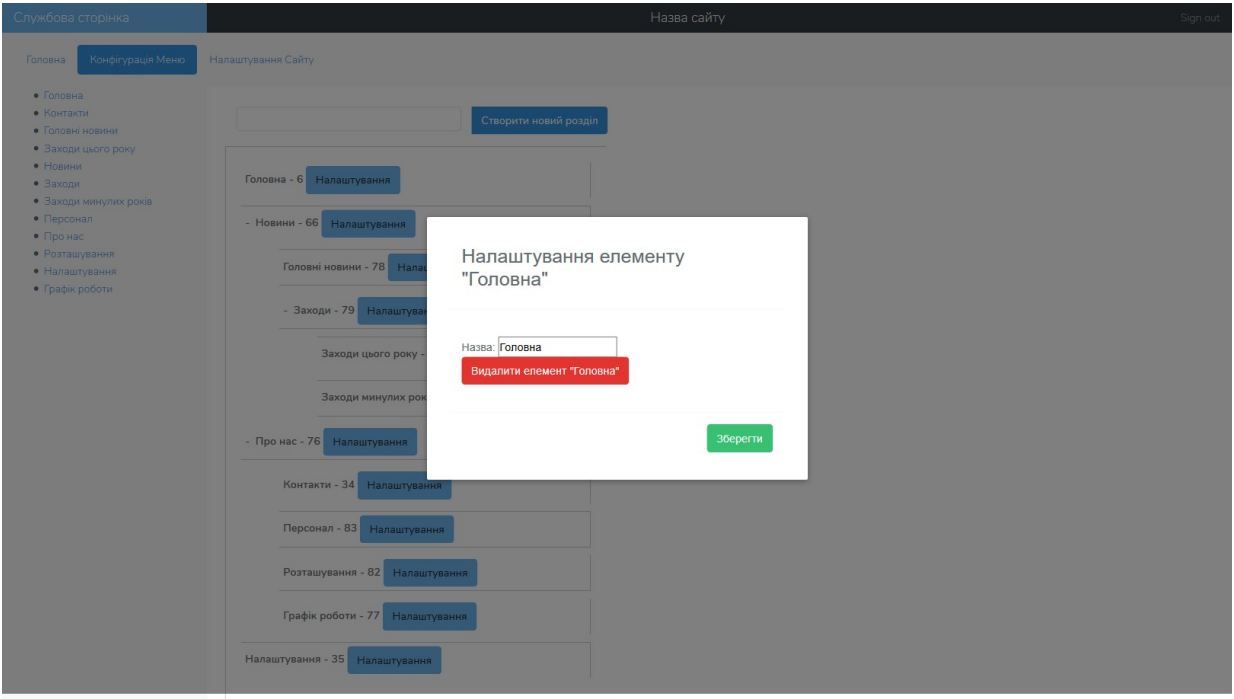 Службова сторінка
Назва сайту
Sign out
Головна
Конфігурація Меню
Налаштування Сайту
Головна
Контакти
Головні новини
Заходи цього року
Новини
Заходи
Заходи минулих років
Персонал
Про нас
Розташування
Налаштування
Графік роботи
Створити новий розділ
Головна - 6 Налаштування
- Новини - 66 Налаштування
Головні новини - 78
- Заходи - 79
Заходи цього року -
Заходи минулих
- Про нас - 76 Налаштування
Контакти - 34 Налаштування
Персонал - 83 Налаштування
Розташування - 82 Налаштування
Графік роботи - 77 Налаштування
Налаштування - 35 Налаштування
Налаштування елементу
"Головна"
Назва: Головна
Видалити елемент "Головна"
Зберегти